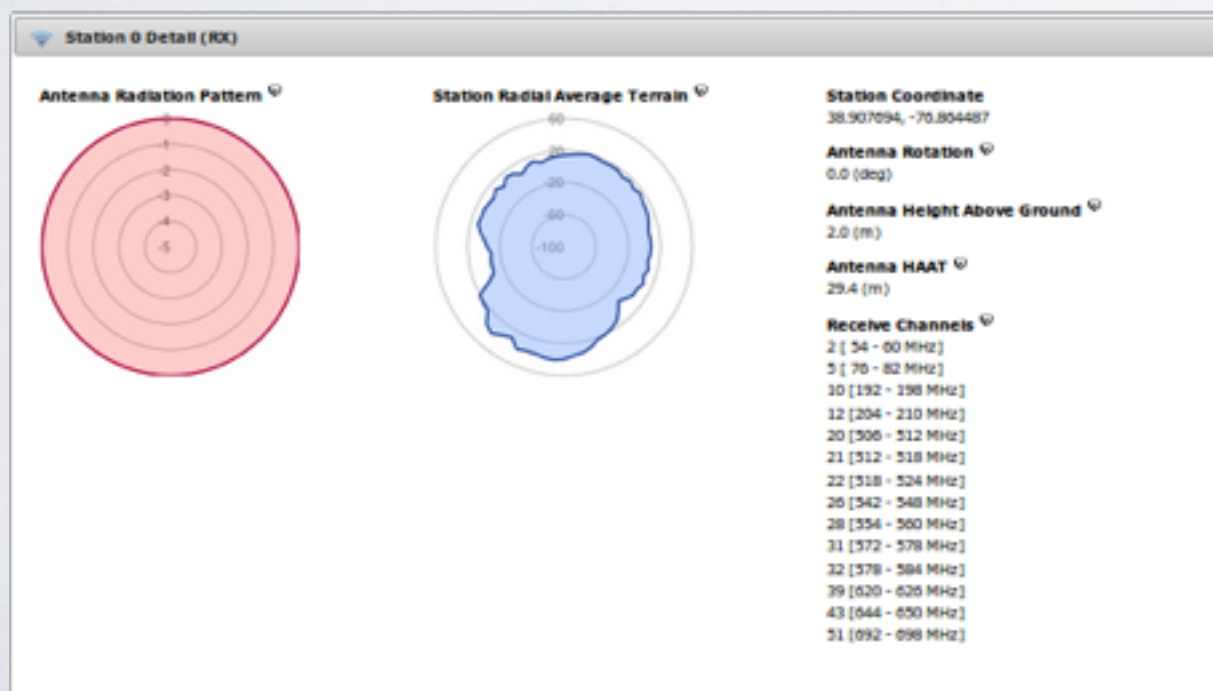 Station 0 Detail (RX)
Antenna Radiation Pattern
0
-1
-2
-3
-4
-5
Station Radial Average Terrain
60
20
-20
-60
-100
Station Coordinate
38.907694, -76.864487
Antenna Rotation
0.0 (deg)
Antenna Height Above Ground
2.0 (m)
Antenna HAAT
29.4 (m)
Receive Channels
2 [ 54 - 60 MHz]
5 [ 76 - 82 MHz]
10 [192 - 198 MHz]
12 [204 - 210 MHz]
20 [506 - 512 MHz]
21 [512 - 518 MHz]
22 [518 - 524 MHz]
26 [542 - 548 MHz]
28 [554 - 560 MHz]
31 [572 - 578 MHz]
32 [578 - 584 MHz]
39 [620 - 626 MHz]
43 [644 - 650 MHz]
51 [692 - 698 MHz]